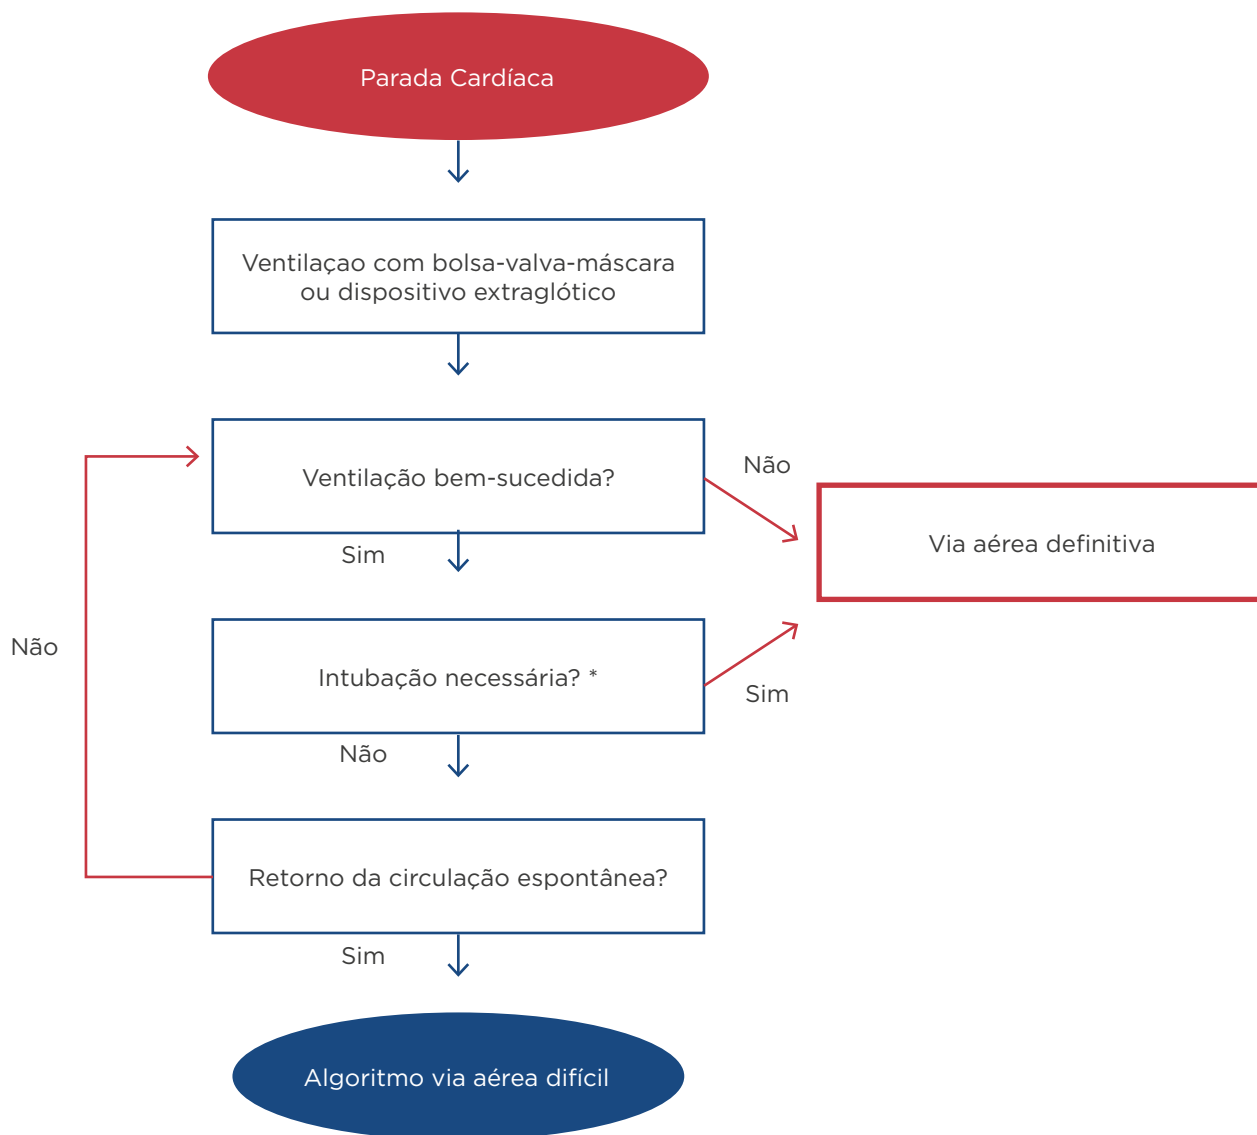 Parada Cardíaca
Ventilaçao com bolsa-valva-máscara
ou dispositivo extraglótico
Ventilação bem-sucedida?
Não
Via aérea definitiva
Sim
Não
Intubação necessária? *
Sim
Não
Retorno da circulação espontânea?
Sim
Algoritmo via aérea difícil